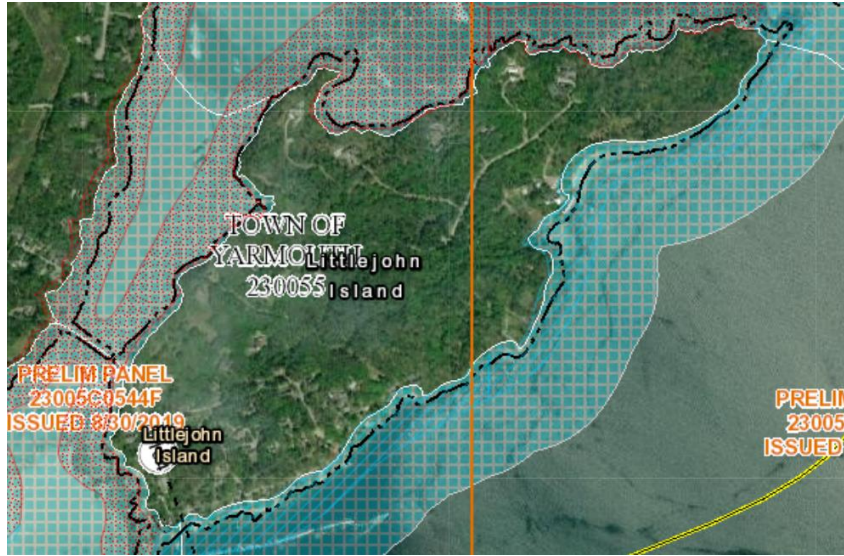 TOWN OF
YARMOUTH
230055
Littlejohn
Island
PRELIM PANEL
23005C0544F
ISSUED 8/30/2019
Littlejohn
Island
PRELIM
23005
ISSUED